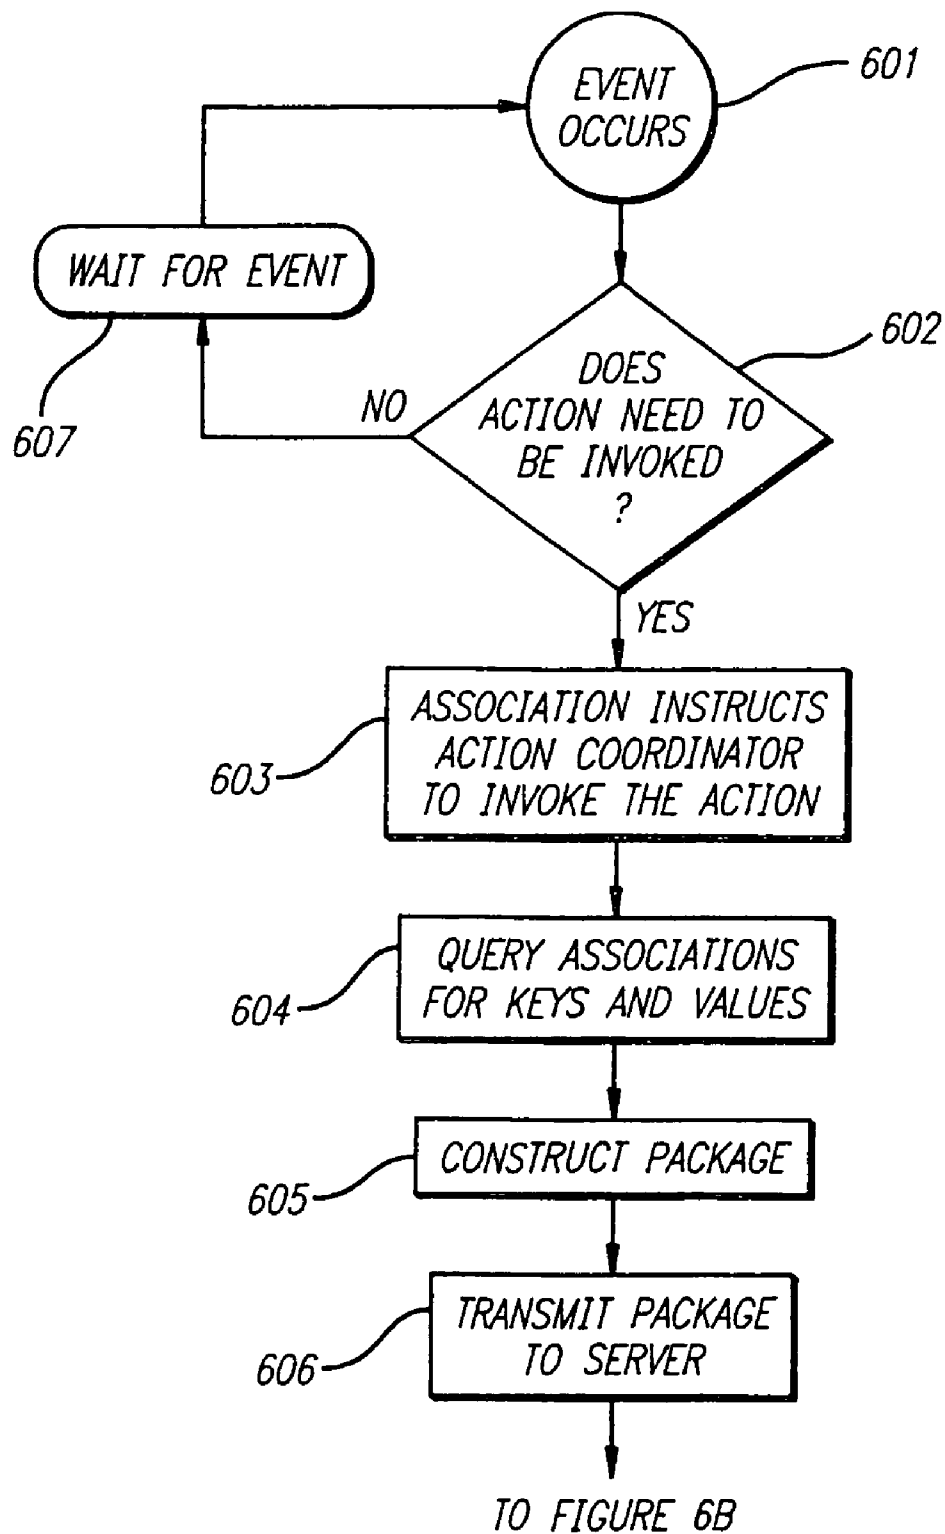 EVENT
OCCURS
601
WAIT FOR EVENT
607
602
DOES
ACTION NEED TO
BE INVOKED
?
NO
YES
ASSOCIATION INSTRUCTS
ACTION COORDINATOR
TO INVOKE THE ACTION
603
QUERY ASSOCIATIONS
FOR KEYS AND VALUES
604
CONSTRUCT PACKAGE
605
TRANSMIT PACKAGE
TO SERVER
606
TO FIGURE 6B